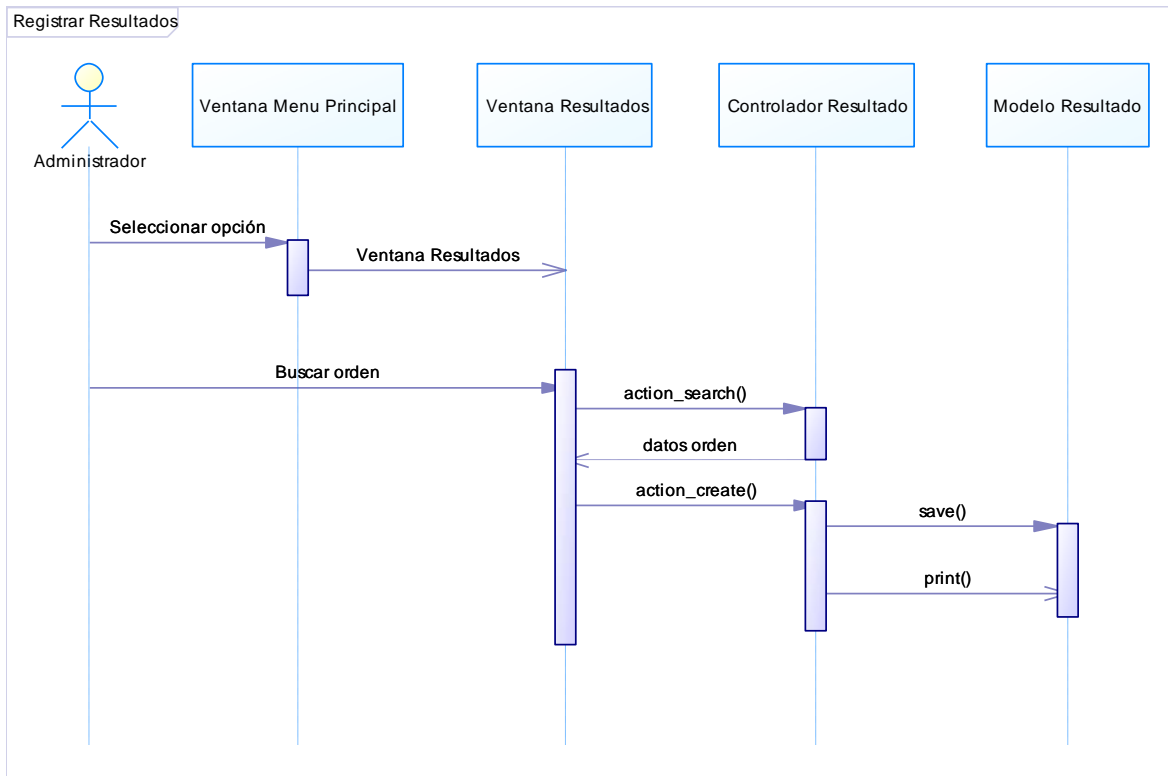 Registrar Resultados
Administrador
Ventana Menu Principal
Ventana Resultados
Controlador Resultado
Modelo Resultado
Seleccionar opción
Ventana Resultados
Buscar orden
action_search()
datos orden
action_create()
save()
print()